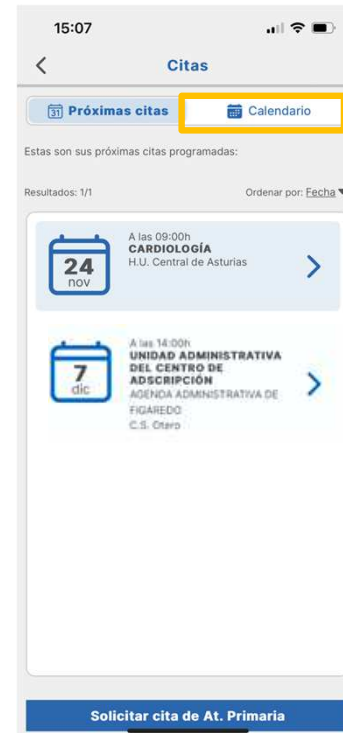 15:07
Citas
31 Próximas citas
Calendario
Estas son sus próximas citas programadas:
Resultados: 1/1
Ordenar por: Fecha
24
nov
A las 09:00h
CARDIOLOGÍA
H.U. Central de Asturias
7
dic
A las 14:00h
UNIDAD ADMINISTRATIVA
DEL CENTRO DE
ADSCRIPCIÓN
AGENDA ADMINISTRATIVA DE
FIGAREDO
C.S. Otero
Solicitar cita de At. Primaria